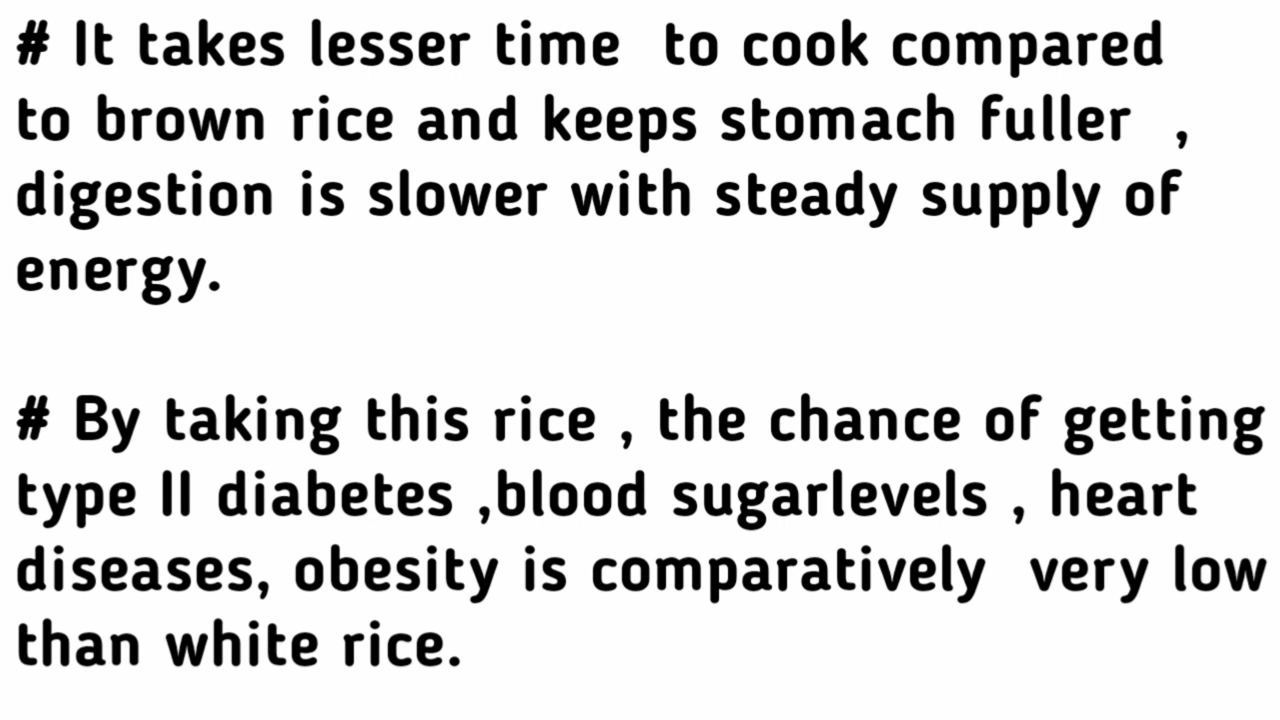 # It takes lesser time  to cook compared
to brown rice and keeps stomach fuller  ,
digestion is slower with steady supply of
energy.
# By taking this rice , the chance of getting
type II diabetes ,blood sugarlevels , heart
diseases, obesity is comparatively  very low
than white rice.